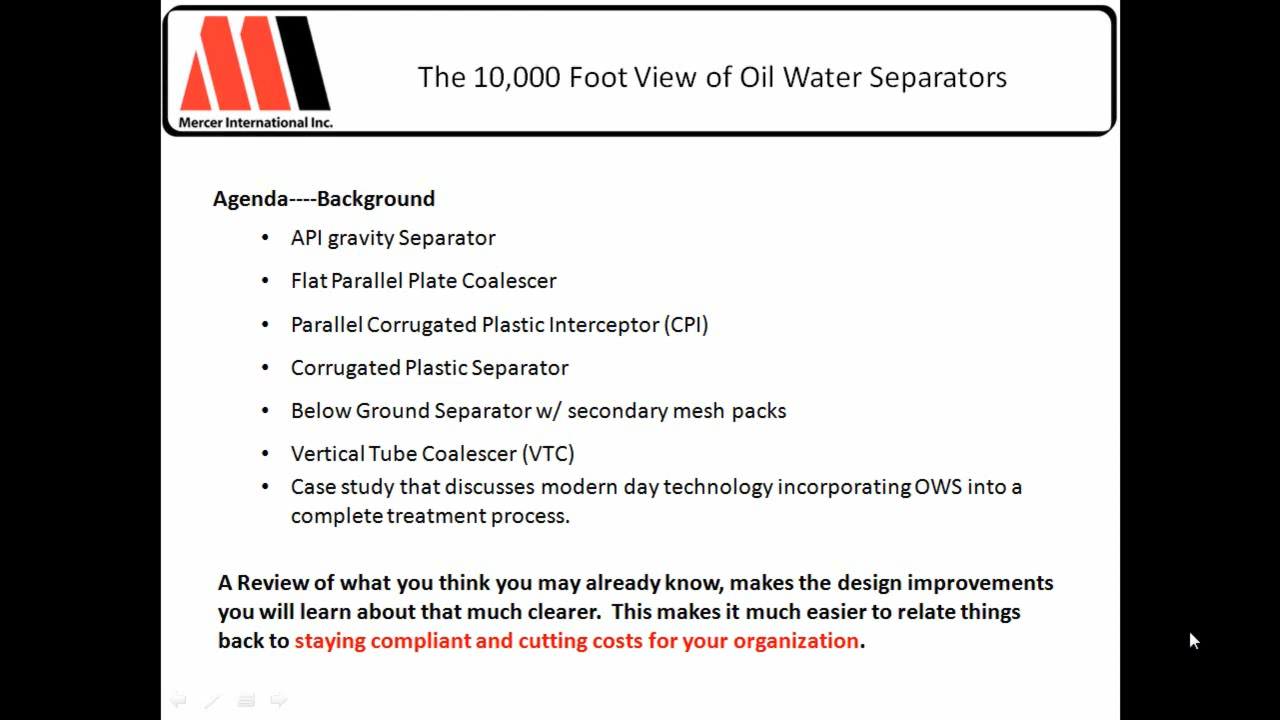 Mercer International Inc.
The 10,000 Foot View of Oil Water Separators
Agenda----Background
• API gravity Separator
• Flat Parallel Plate Coalescer
• Parallel Corrugated Plastic Interceptor (CPI)
• Corrugated Plastic Separator
• Below Ground Separator w/ secondary mesh packs
• Vertical Tube Coalescer (VTC)
• Case study that discusses modern day technology incorporating OWS into a
complete treatment process.
A Review of what you think you may already know, makes the design improvements
you will learn about that much clearer. This makes it much easier to relate things
back to staying compliant and cutting costs for your organization.